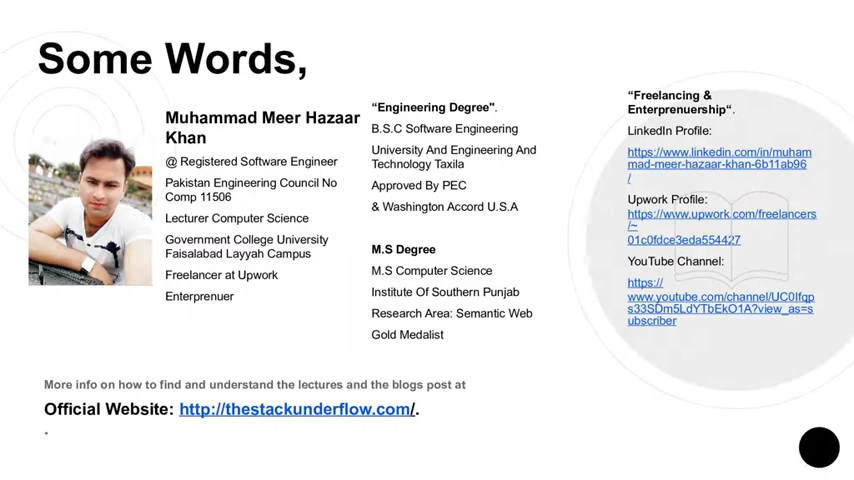 Some Words,
Muhammad Meer Hazaar
Khan
@ Registered Software Engineer
Pakistan Engineering Council No
Comp 11506
Lecturer Computer Science
Government College University
Faisalabad Layyah Campus
Freelancer at Upwork
Enterprenuer
“Engineering Degree".
B.S.C Software Engineering
University And Engineering And
Technology Taxila
Approved By PEC
& Washington Accord U.S.A
M.S Degree
M.S Computer Science
Institute Of Southern Punjab
Research Area: Semantic Web
Gold Medalist
“Freelancing &
Enterprenuership“.
LinkedIn Profile:
https://www.linkedin.com/in/muham
mad-meer-hazaar-khan-6b11ab96
/
Upwork Profile:
https://www.upwork.com/freelancers
/~
01c0fdce3eda554427
YouTube Channel:
https://
www.youtube.com/channel/UC0Ifqp
s33SDm5LdYTbEkO1A?view_as=s
ubscriber
More info on how to find and understand the lectures and the blogs post at
Official Website: http://thestackunderflow.com/.
.